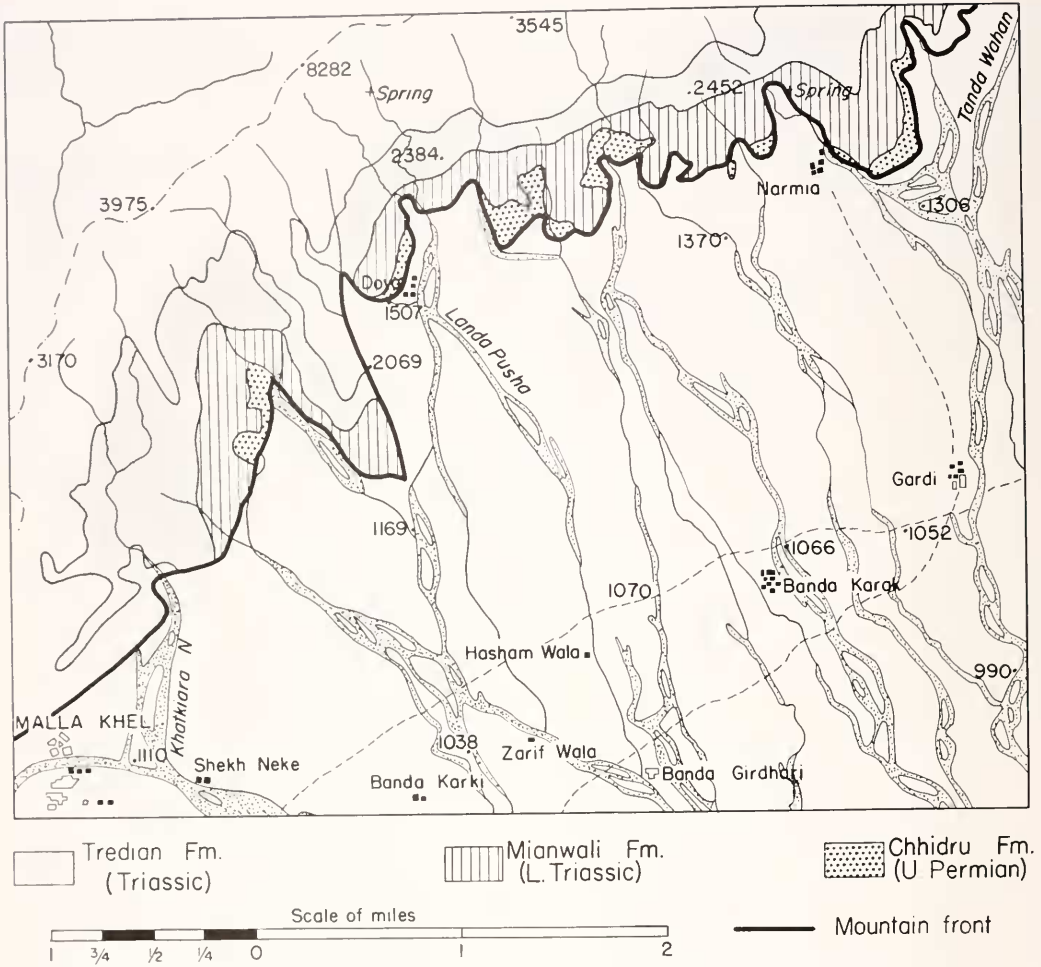 3545
8282
Spring
2452
Spring
Tanda Wahan
2384
Narmia
3975
1306
1370
1507
Landa Pusha
3170
2069
Gardi
1169
1052
1066
Banda Karak
1070
Hasham Wala
990
Khatkiara N
MALLA KHEL
1110
1038
Zarif Wala
Shekh Neke
Banda Karki
Banda Girdhari
Tredian Fm.
(Triassic)
Mianwali Fm.
(L. Triassic)
Chhidru Fm.
(U Permian)
Scale of miles
Mountain front
1 3/4 1/2 1/4 0 1 2